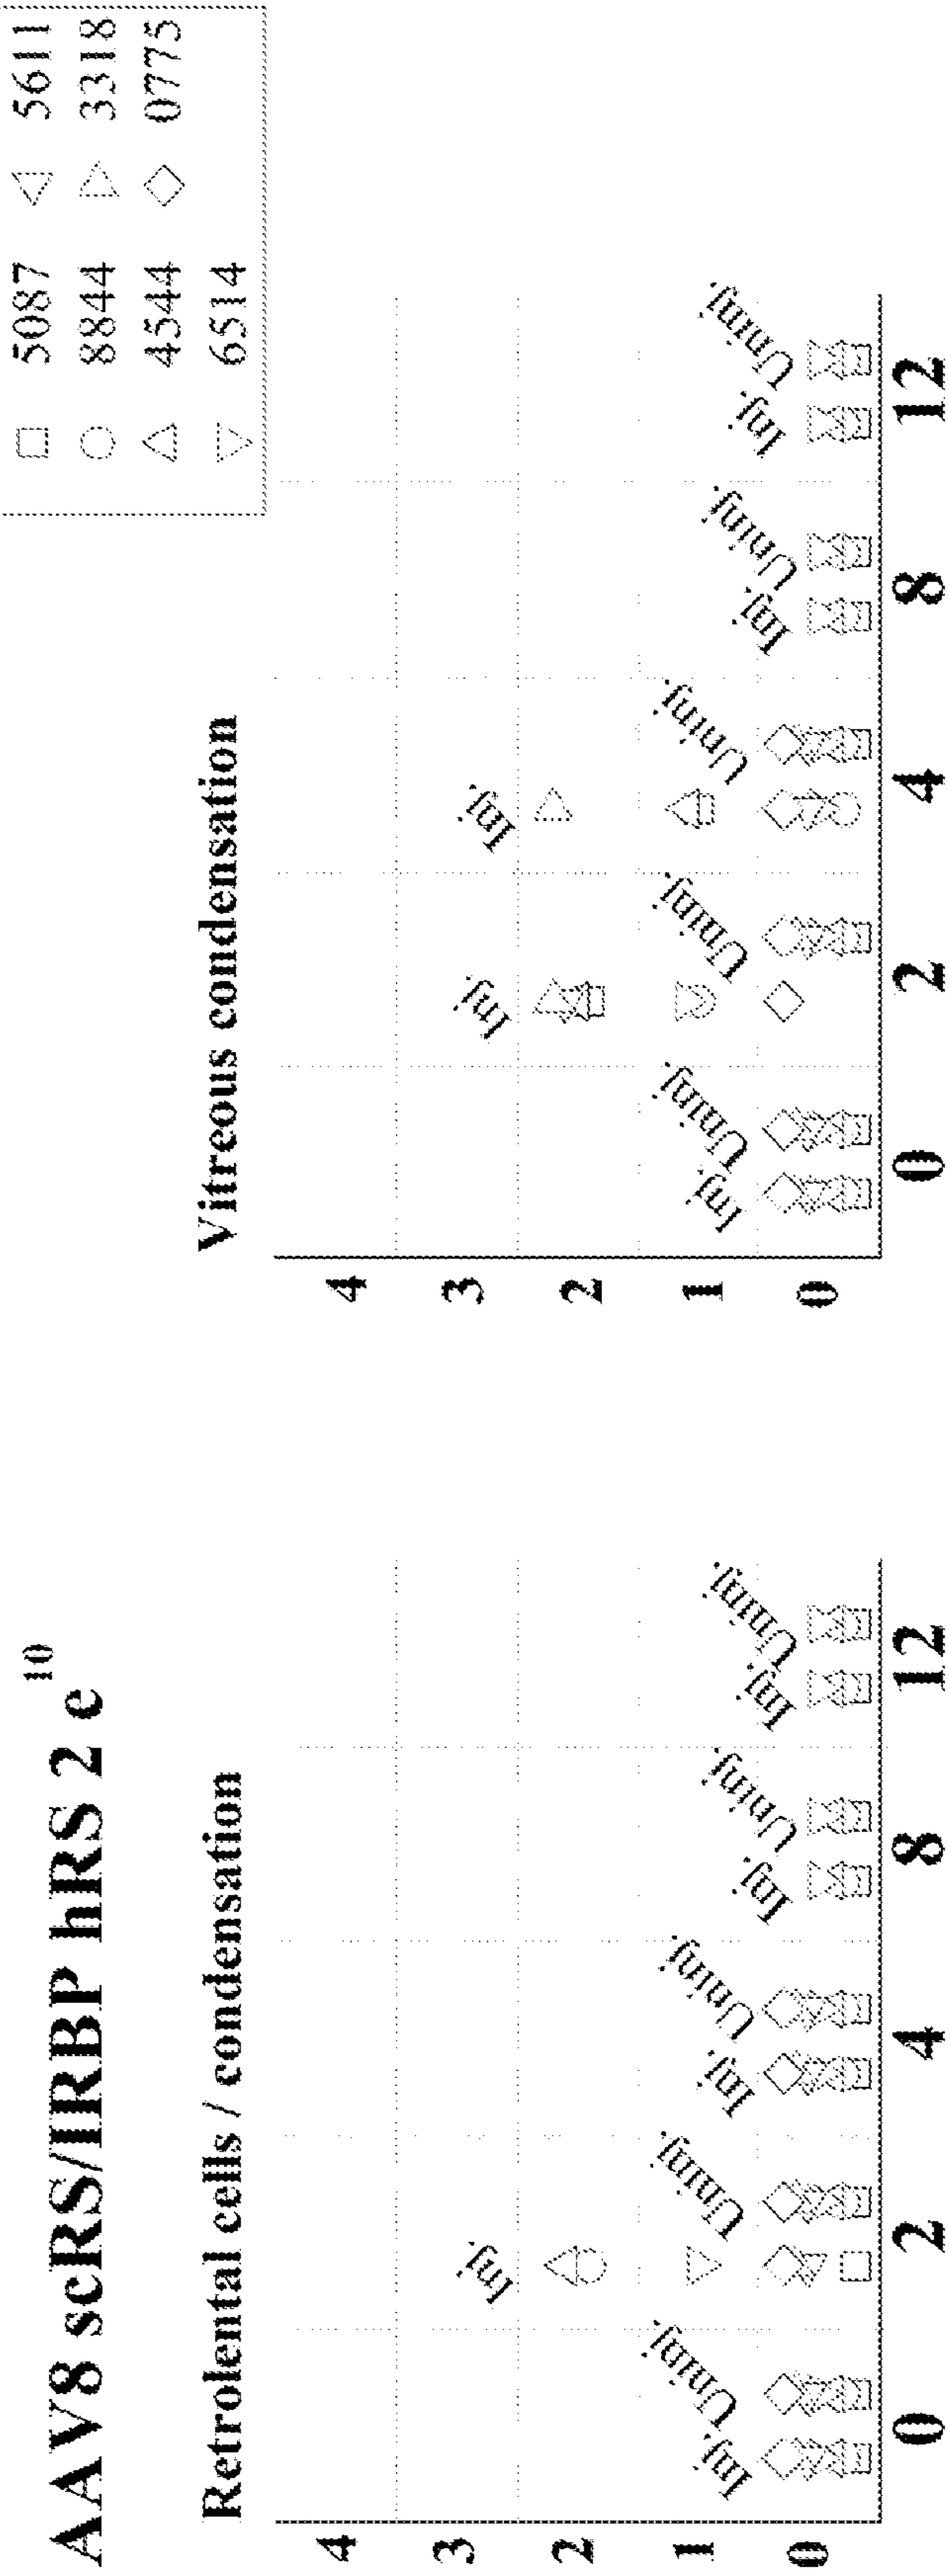 AAV8 scRS/IRBP hRS 2 e10
5087 5611
8844 3318
4544 0775
6514
Retrolental cells / condensation
4
3
2
1
0
Inj. Uninj. Inj. Uninj. Inj. Uninj. Inj. Uninj. Inj. Uninj.
0 2 4 8 12
Vitreous condensation
4
3
2
1
0
Inj. Uninj. Inj. Uninj. Inj. Uninj. Inj. Uninj. Inj. Uninj.
0 2 4 8 12